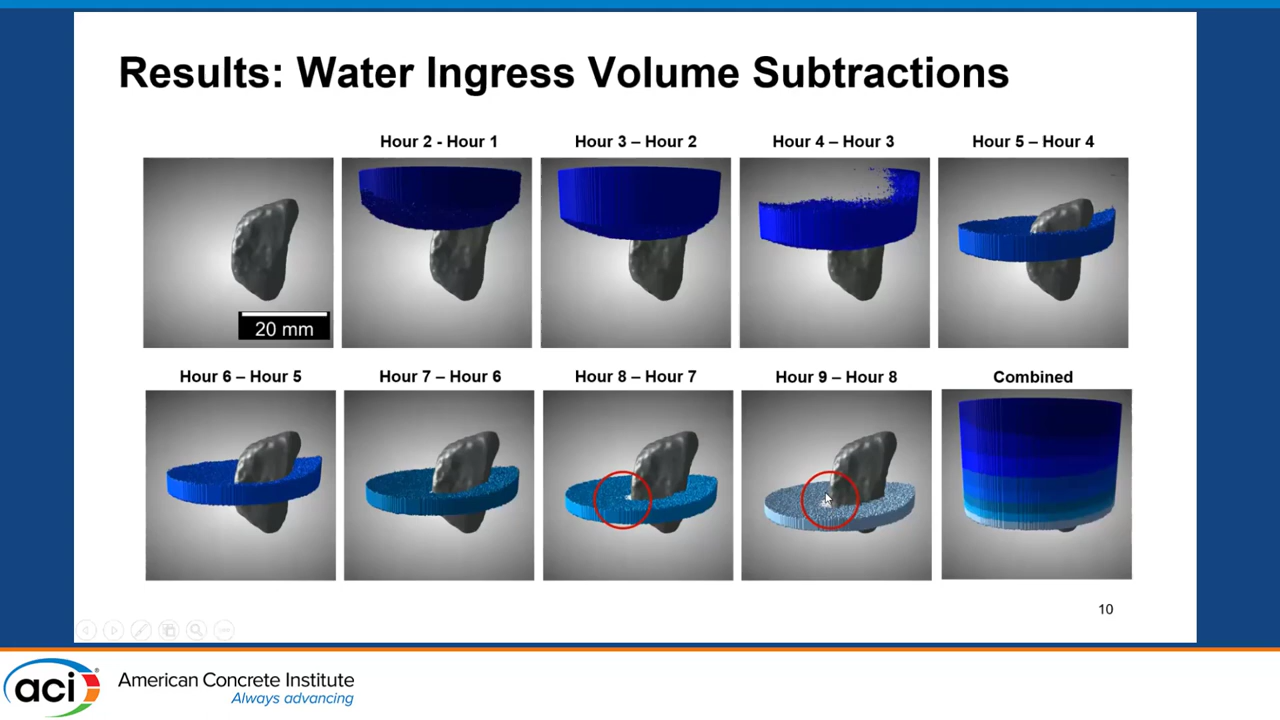 Results: Water Ingress Volume Subtractions
Hour 2 - Hour 1
Hour 3 – Hour 2
Hour 4 – Hour 3
Hour 5 – Hour 4
20 mm
Hour 6 – Hour 5
Hour 7 – Hour 6
Hour 8 – Hour 7
Hour 9 – Hour 8
Combined
10
aci
®
American Concrete Institute
Always advancing